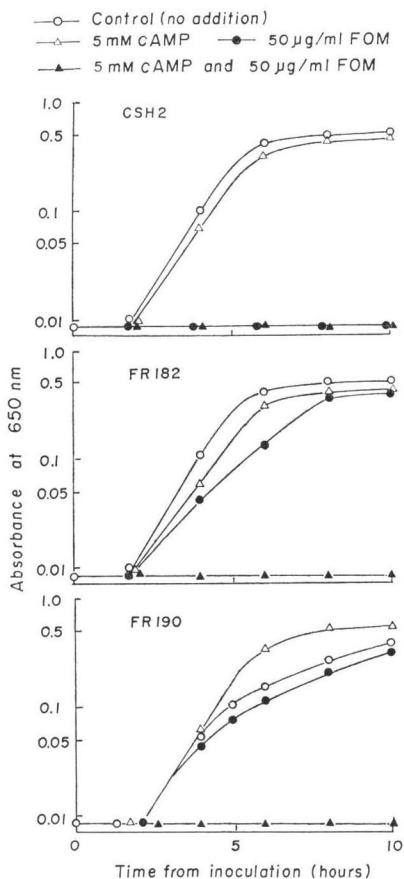 Control (no addition)
5 mM cAMP 50 µg/ml FOM
5 mM cAMP and 50 µg/ml FOM
1.0
CSH2
0.5
0.1
0.05
0.01
1.0
FR182
0.5
0.1
0.05
0.01
1.0
FR190
0.5
0.1
0.05
0.01
0 5 10
Absorbance at 650 nm
Time from inoculation (hours)